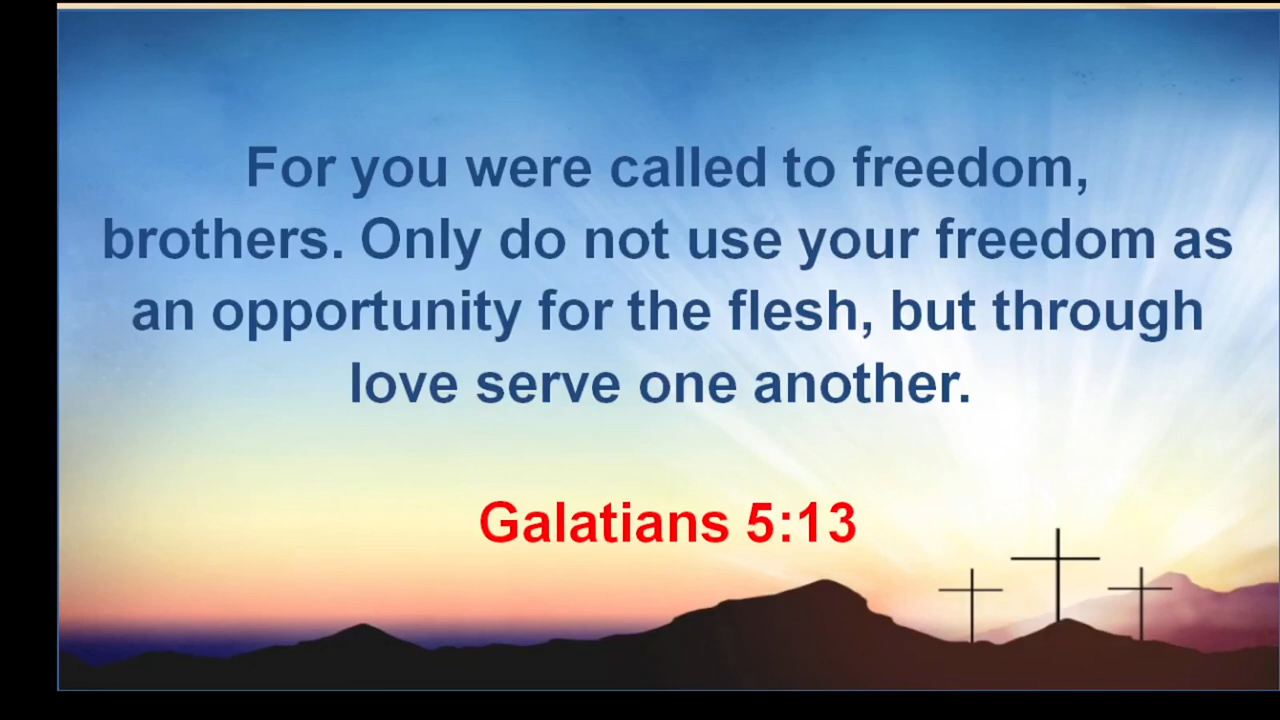 For you were called to freedom,
brothers. Only do not use your freedom as
an opportunity for the flesh, but through
love serve one another.
Galatians 5:13